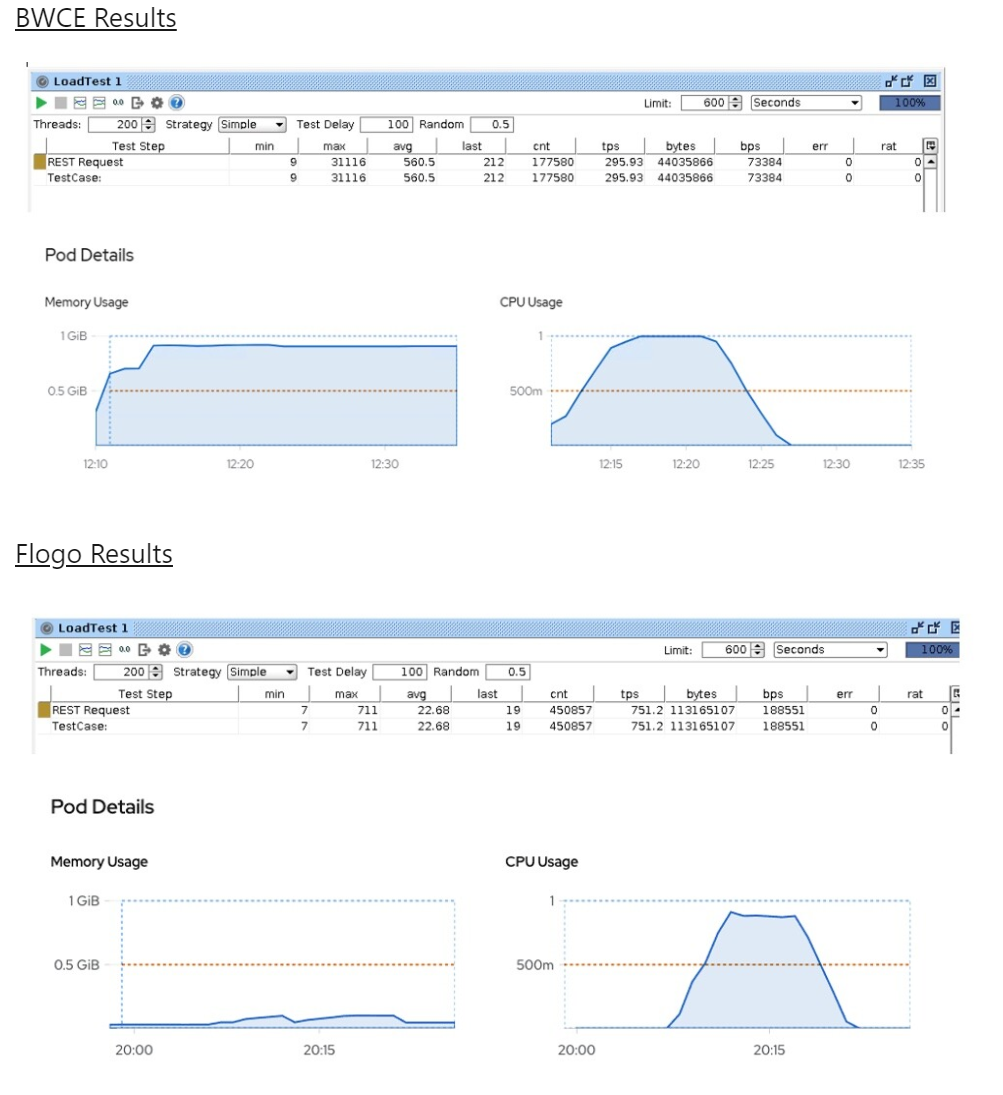 BWCE Results
LoadTest 1
0.0 ? Limit: 600 Seconds 100%
Threads: 200 Strategy Simple Test Delay 100 Random 0.5
Test Step min max avg last cnt tps bytes bps err rat
REST Request 9 31116 560.5 212 177580 295.93 44035866 73384 0 0
TestCase: 9 31116 560.5 212 177580 295.93 44035866 73384 0 0
Pod Details
Memory Usage CPU Usage
1 GiB 1
0.5 GiB 500m
12:10 12:20 12:30 12:15 12:20 12:25 12:30 12:35
Flogo Results
LoadTest 1
0.0 ? Limit: 600 Seconds 100%
Threads: 200 Strategy Simple Test Delay 100 Random 0.5
Test Step min max avg last cnt tps bytes bps err rat
REST Request 7 711 22.68 19 450857 751.2 113165107 188551 0 0
TestCase: 7 711 22.68 19 450857 751.2 113165107 188551 0 0
Pod Details
Memory Usage CPU Usage
1 GiB 1
0.5 GiB 500m
20:00 20:15 20:00 20:15